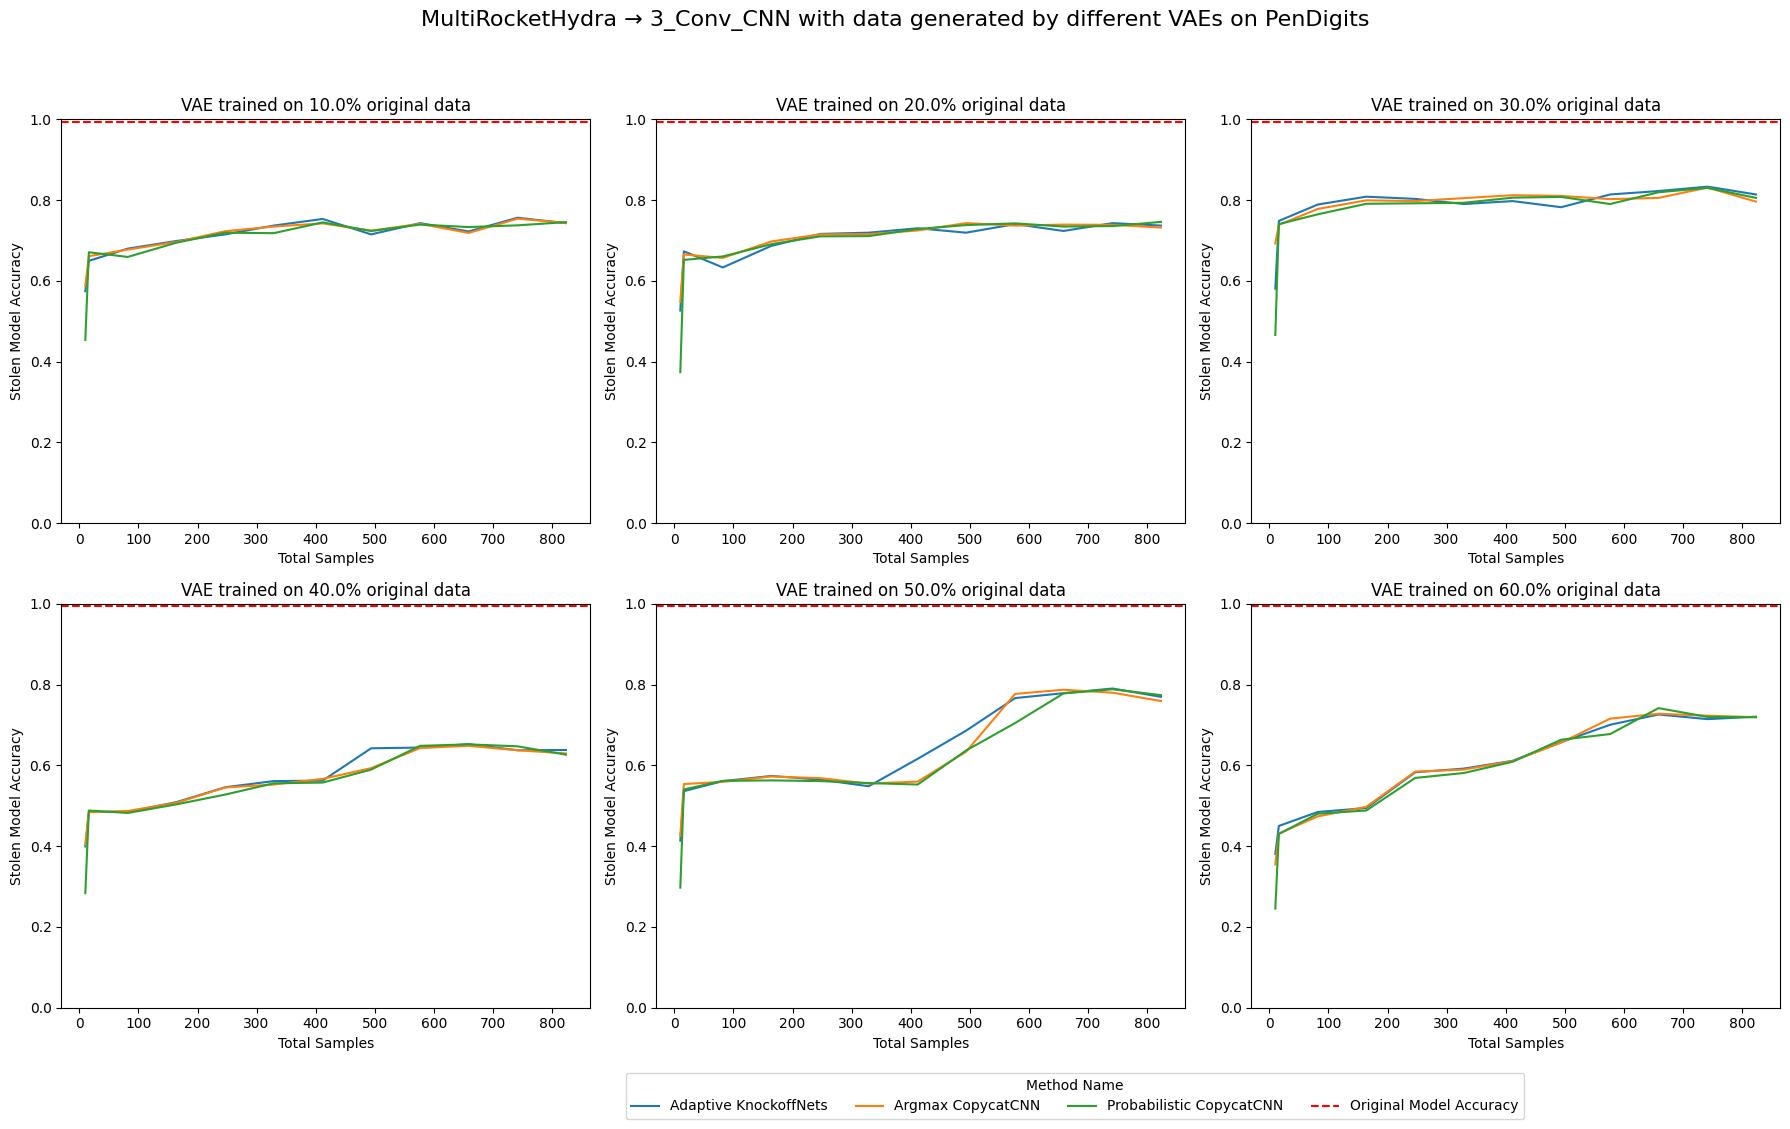 MultiRocketHydra → 3_Conv_CNN with data generated by different VAEs on PenDigits
VAE trained on 10.0% original data
1.0
0.8
0.6
0.4
0.2
0.0
Stolen Model Accuracy
0 100 200 300 400 500 600 700 800
Total Samples
VAE trained on 20.0% original data
1.0
0.8
0.6
0.4
0.2
0.0
Stolen Model Accuracy
0 100 200 300 400 500 600 700 800
Total Samples
VAE trained on 30.0% original data
1.0
0.8
0.6
0.4
0.2
0.0
Stolen Model Accuracy
0 100 200 300 400 500 600 700 800
Total Samples
VAE trained on 40.0% original data
1.0
0.8
0.6
0.4
0.2
0.0
Stolen Model Accuracy
0 100 200 300 400 500 600 700 800
Total Samples
VAE trained on 50.0% original data
1.0
0.8
0.6
0.4
0.2
0.0
Stolen Model Accuracy
0 100 200 300 400 500 600 700 800
Total Samples
VAE trained on 60.0% original data
1.0
0.8
0.6
0.4
0.2
0.0
Stolen Model Accuracy
0 100 200 300 400 500 600 700 800
Total Samples
Method Name
Adaptive KnockoffNets Argmax CopycatCNN Probabilistic CopycatCNN Original Model Accuracy